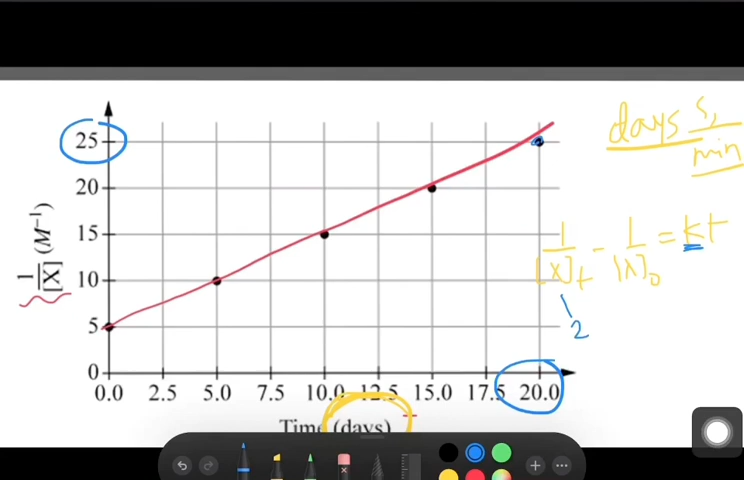 25
20
15
10
5
0
1
[X] (M⁻¹)
0.0 2.5 5.0 7.5 10.0 12.5 15.0 17.5 20.0
Time (days)
days s,
min
1/[X]t - 1/[X]0 = kt
1
2